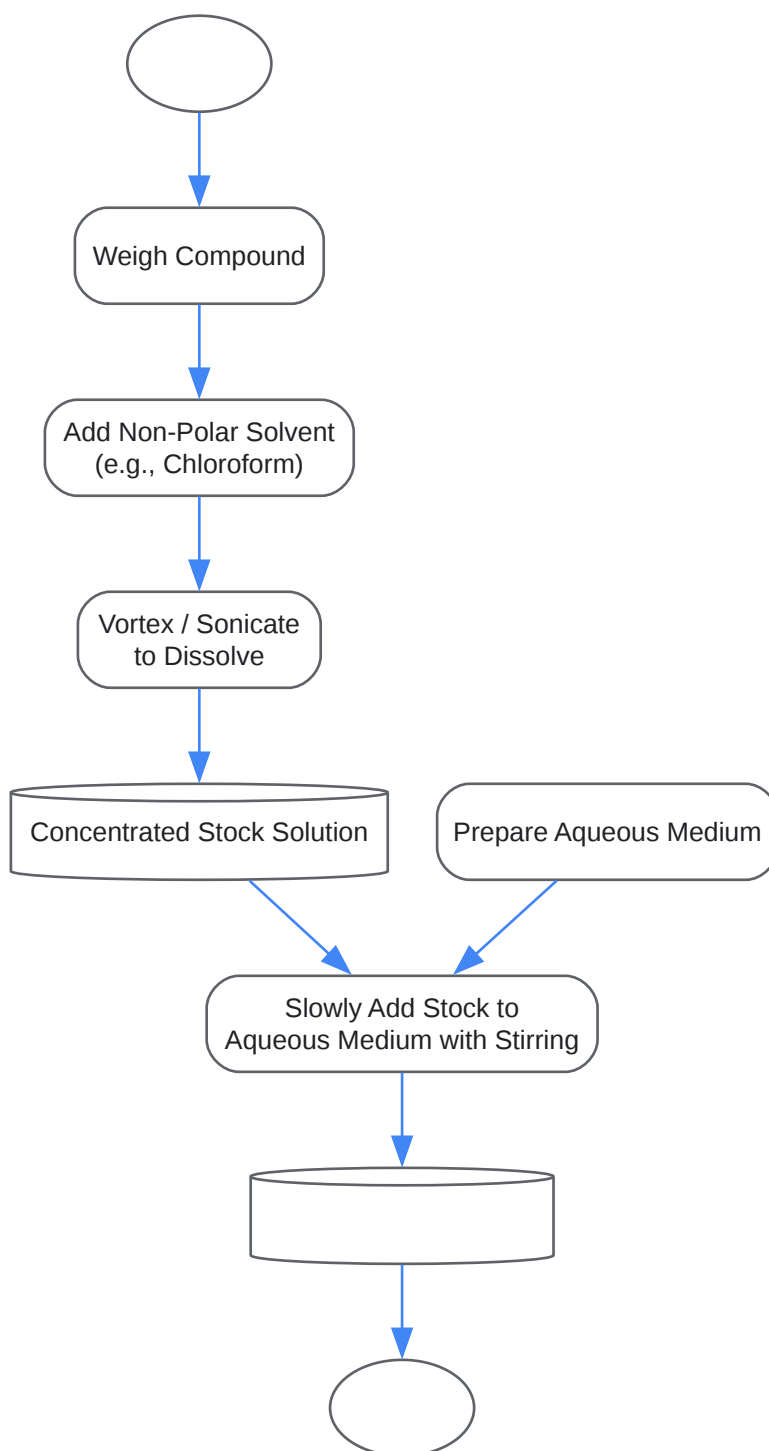 Weigh Compound
Add Non-Polar Solvent
(e.g., Chloroform)
Vortex / Sonicate
to Dissolve
Concentrated Stock Solution
Prepare Aqueous Medium
Slowly Add Stock to
Aqueous Medium with Stirring